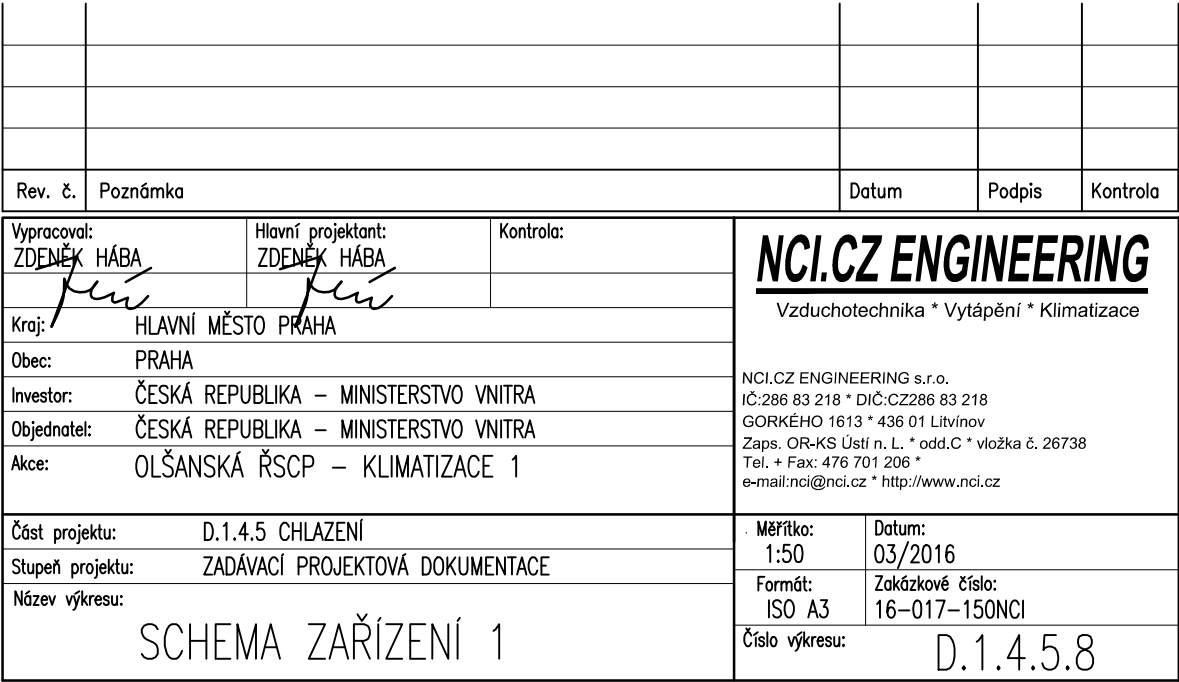 Rev. č. Poznámka Datum Podpis Kontrola
Vypracoval: Hlavní projektant: Kontrola:
ZDENĚK HÁBA ZDENĚK HÁBA
Kraj: HLAVNÍ MĚSTO PRAHA
Obec: PRAHA
Investor: ČESKÁ REPUBLIKA – MINISTERSTVO VNITRA
Objednatel: ČESKÁ REPUBLIKA – MINISTERSTVO VNITRA
Akce: OLŠANSKÁ ŘSCP – KLIMATIZACE 1
NCI.CZ ENGINEERING
Vzduchotechnika * Vytápění * Klimatizace
NCI.CZ ENGINEERING s.r.o.
IČ:286 83 218 * DIČ:CZ286 83 218
GORKÉHO 1613 * 436 01 Litvínov
Zaps. OR-KS Ústí n. L. * odd.C * vložka č. 26738
Tel. + Fax: 476 701 206 *
e-mail:nci@nci.cz * http://www.nci.cz
Část projektu: D.1.4.5 CHLAZENÍ
Stupeň projektu: ZADÁVACÍ PROJEKTOVÁ DOKUMENTACE
Název výkresu:
SCHEMA ZAŘÍZENÍ 1
Měřítko: Datum:
1:50 03/2016
Formát: Zakázkové číslo:
ISO A3 16-017-150NCI
Číslo výkresu: D.1.4.5.8